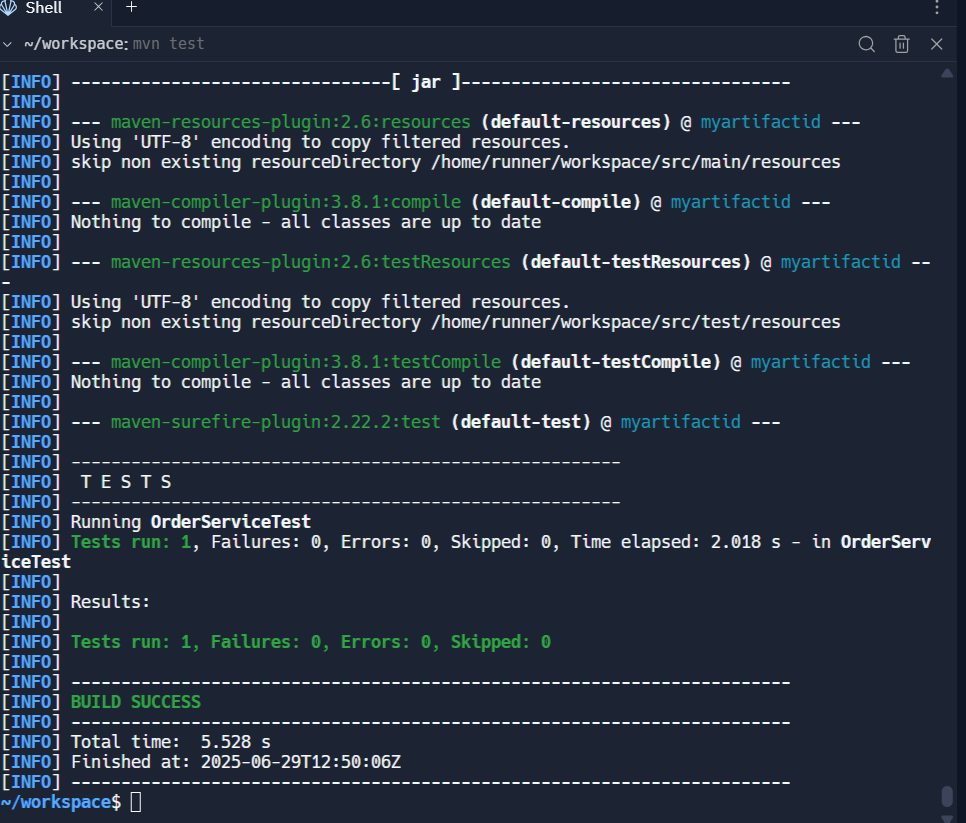 Shell
~/workspace: mvn test
[INFO] --------------------------------[ jar ]---------------------------------
[INFO]
[INFO] --- maven-resources-plugin:2.6:resources (default-resources) @ myartifactid ---
[INFO] Using 'UTF-8' encoding to copy filtered resources.
[INFO] skip non existing resourceDirectory /home/runner/workspace/src/main/resources
[INFO]
[INFO] --- maven-compiler-plugin:3.8.1:compile (default-compile) @ myartifactid ---
[INFO] Nothing to compile - all classes are up to date
[INFO]
[INFO] --- maven-resources-plugin:2.6:testResources (default-testResources) @ myartifactid --
-
[INFO] Using 'UTF-8' encoding to copy filtered resources.
[INFO] skip non existing resourceDirectory /home/runner/workspace/src/test/resources
[INFO]
[INFO] --- maven-compiler-plugin:3.8.1:testCompile (default-testCompile) @ myartifactid ---
[INFO] Nothing to compile - all classes are up to date
[INFO]
[INFO] --- maven-surefire-plugin:2.22.2:test (default-test) @ myartifactid ---
[INFO]
[INFO] -------------------------------------------------------
[INFO]  T E S T S
[INFO] -------------------------------------------------------
[INFO] Running OrderServiceTest
[INFO] Tests run: 1, Failures: 0, Errors: 0, Skipped: 0, Time elapsed: 2.018 s - in OrderServ
iceTest
[INFO]
[INFO] Results:
[INFO]
[INFO] Tests run: 1, Failures: 0, Errors: 0, Skipped: 0
[INFO]
[INFO] ------------------------------------------------------------------------
[INFO] BUILD SUCCESS
[INFO] ------------------------------------------------------------------------
[INFO] Total time:  5.528 s
[INFO] Finished at: 2025-06-29T12:50:06Z
[INFO] ------------------------------------------------------------------------
~/workspace$